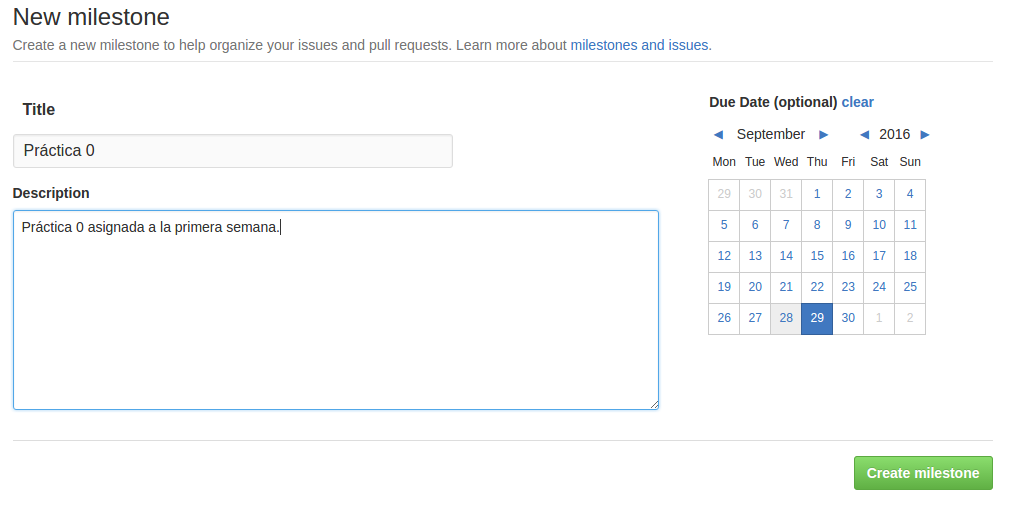 New milestone
Create a new milestone to help organize your issues and pull requests. Learn more about milestones and issues.
Title
Práctica 0
Description
Práctica 0 asignada a la primera semana.
Due Date (optional) clear
◀ September ▶ ◀ 2016 ▶
Mon Tue Wed Thu Fri Sat Sun
29 30 31 1 2 3 4
5 6 7 8 9 10 11
12 13 14 15 16 17 18
19 20 21 22 23 24 25
26 27 28 29 30 1 2
Create milestone